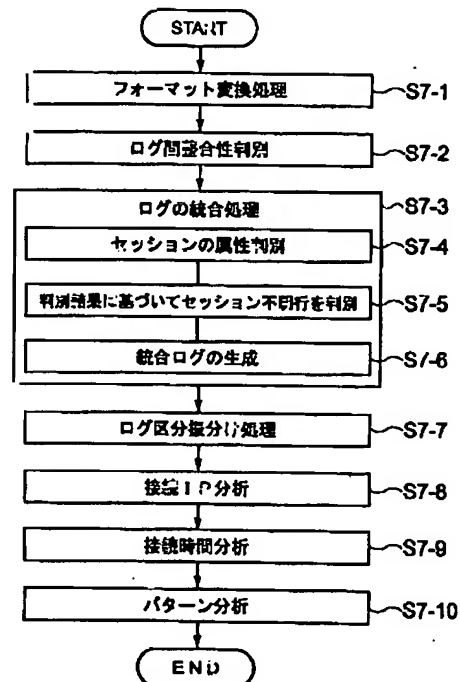 START
フォーマット変換処理
S7-1
ログ間整合性判別
S7-2
ログの統合処理
S7-3
セッションの属性判別
S7-4
判別結果に基づいてセッション不明行を判別
S7-5
統合ログの生成
S7-6
ログ区分振分け処理
S7-7
接続IP分析
S7-8
接続時間分析
S7-9
パターン分析
S7-10
END